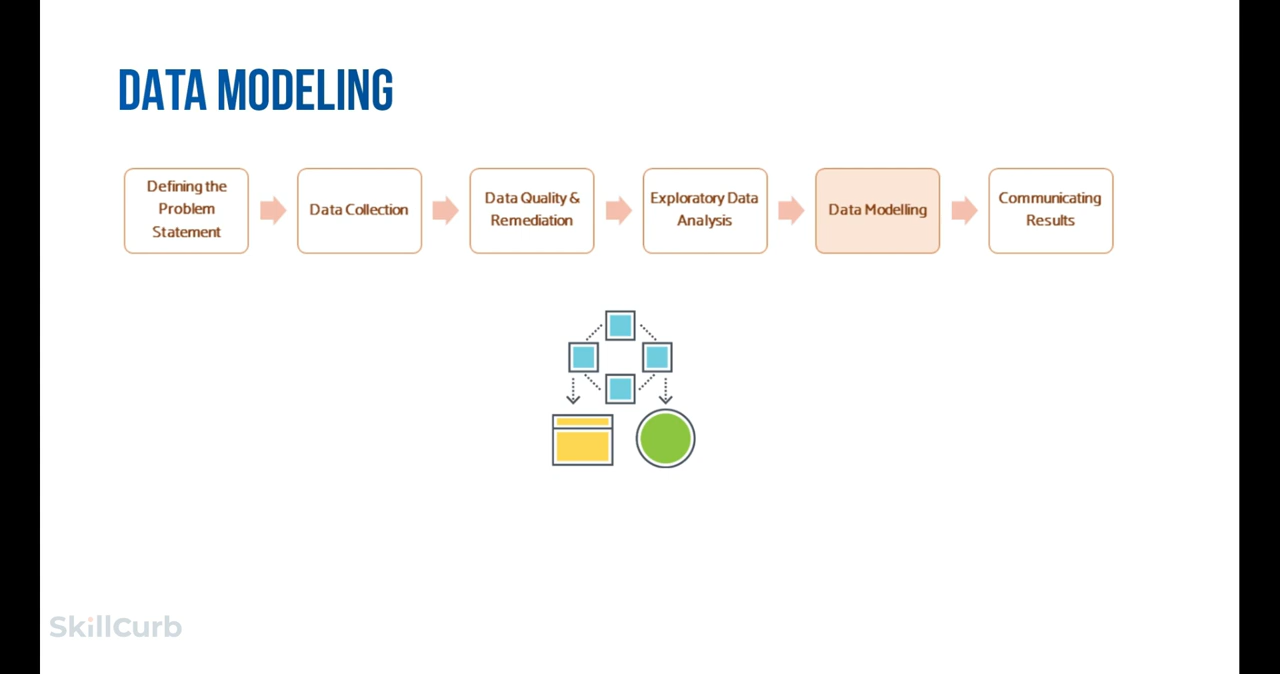 DATA MODELING
Defining the
Problem
Statement
Data Collection
Data Quality &
Remediation
Exploratory Data
Analysis
Data Modelling
Communicating
Results
SkillCurb